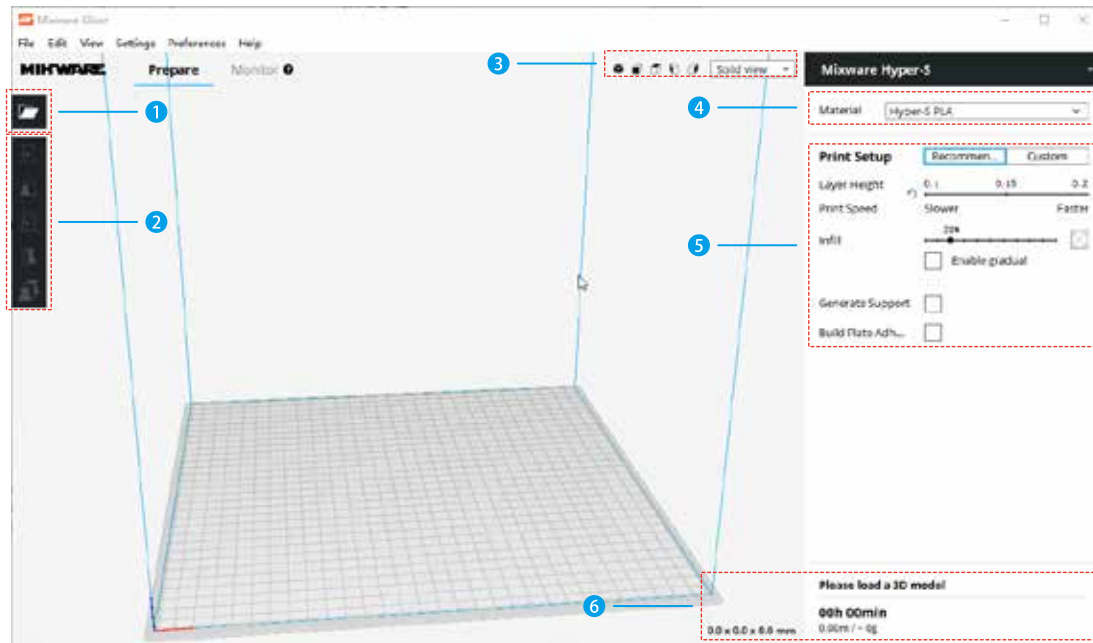 Mixware Slicer
File Edit View Settings Preferences Help
MIXWARE Prepare Monitor
3
Solid view
Mixware Hyper-S
1
4
Material Hyper-S PLA
2
Print Setup Recommen... Custom
Layer Height 0.1 0.15 0.2
Print Speed Slower Faster
5
Infill 20%
Enable gradual
Generate Support
Build Plate Adh...
6
Please load a 3D model
00h 00min
0.0 x 0.0 x 0.0 mm
0.00m / ~ 0g